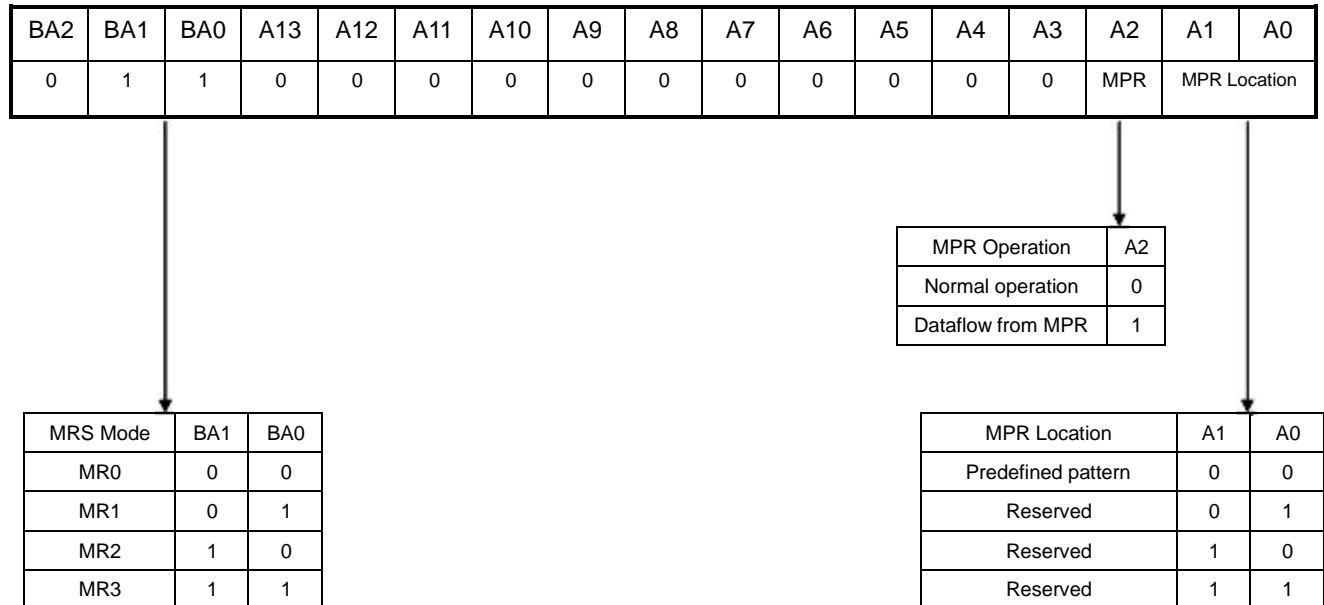 BA2 BA1 BA0 A13 A12 A11 A10 A9 A8 A7 A6 A5 A4 A3 A2 A1 A0
0 1 1 0 0 0 0 0 0 0 0 0 0 0 MPR MPR Location
MPR Operation A2
Normal operation 0
Dataflow from MPR 1
MRS Mode BA1 BA0
MR0 0 0
MR1 0 1
MR2 1 0
MR3 1 1
MPR Location A1 A0
Predefined pattern 0 0
Reserved 0 1
Reserved 1 0
Reserved 1 1